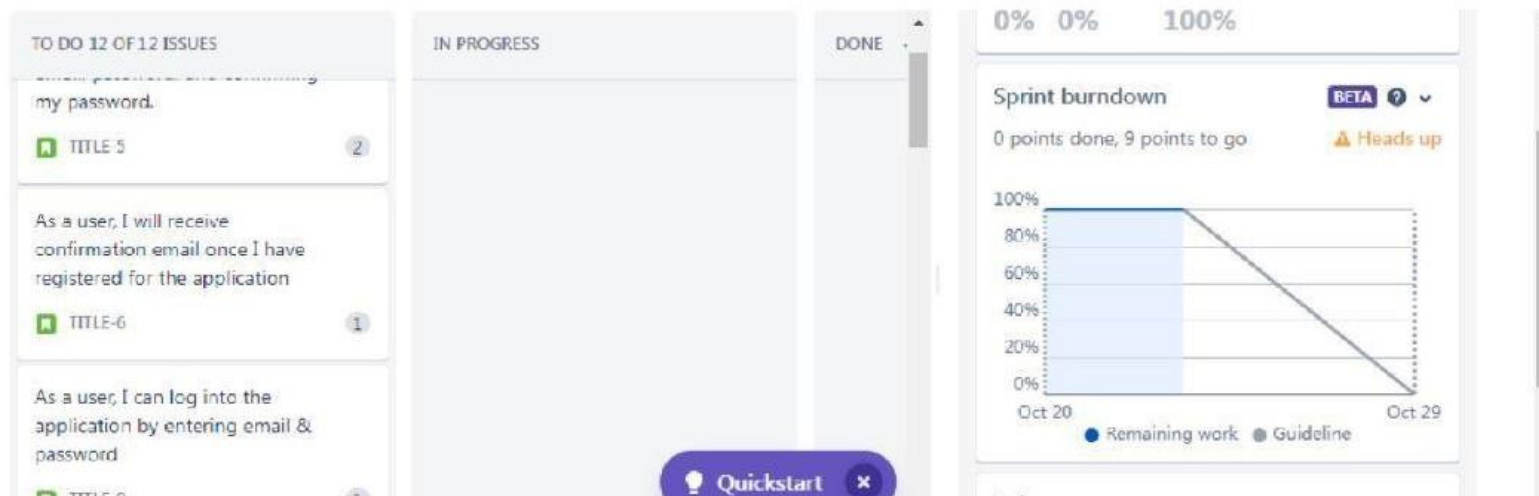 TO DO 12 OF 12 ISSUES
my password.
TITLE-5
2
As a user, I will receive
confirmation email once I have
registered for the application
TITLE-6
1
As a user, I can log into the
application by entering email &
password
IN PROGRESS
DONE
Quickstart
0% 0% 100%
Sprint burndown
BETA
0 points done, 9 points to go
Heads up
100%
80%
60%
40%
20%
0%
Oct 20
Oct 29
Remaining work
Guideline